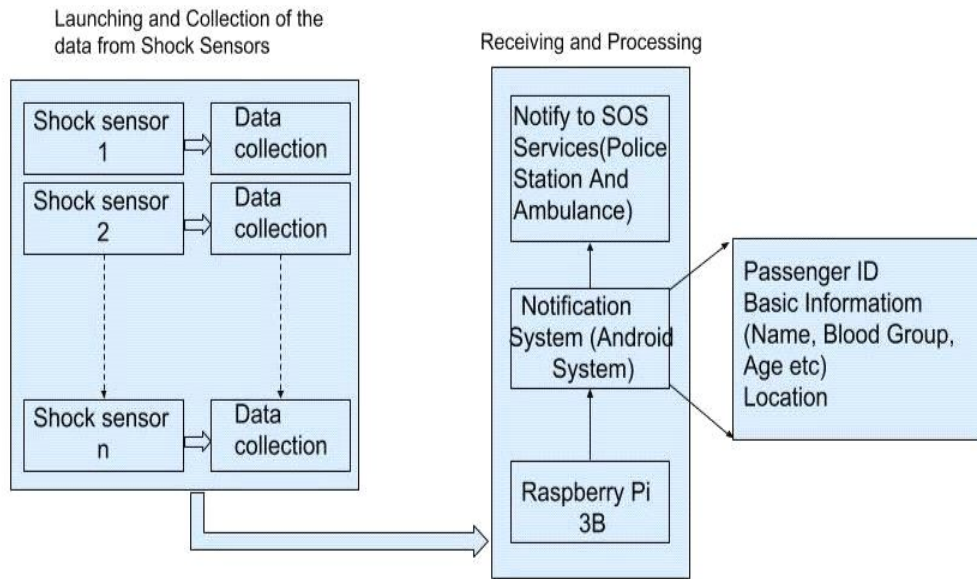 Launching and Collection of the
data from Shock Sensors
Receiving and Processing
Shock sensor
1
Data
collection
Shock sensor
2
Data
collection
Shock sensor
n
Data
collection
Notify to SOS
Services(Police
Station And
Ambulance)
Notification
System (Android
System)
Raspberry Pi
3B
Passenger ID
Basic Informatiom
(Name, Blood Group,
Age etc)
Location